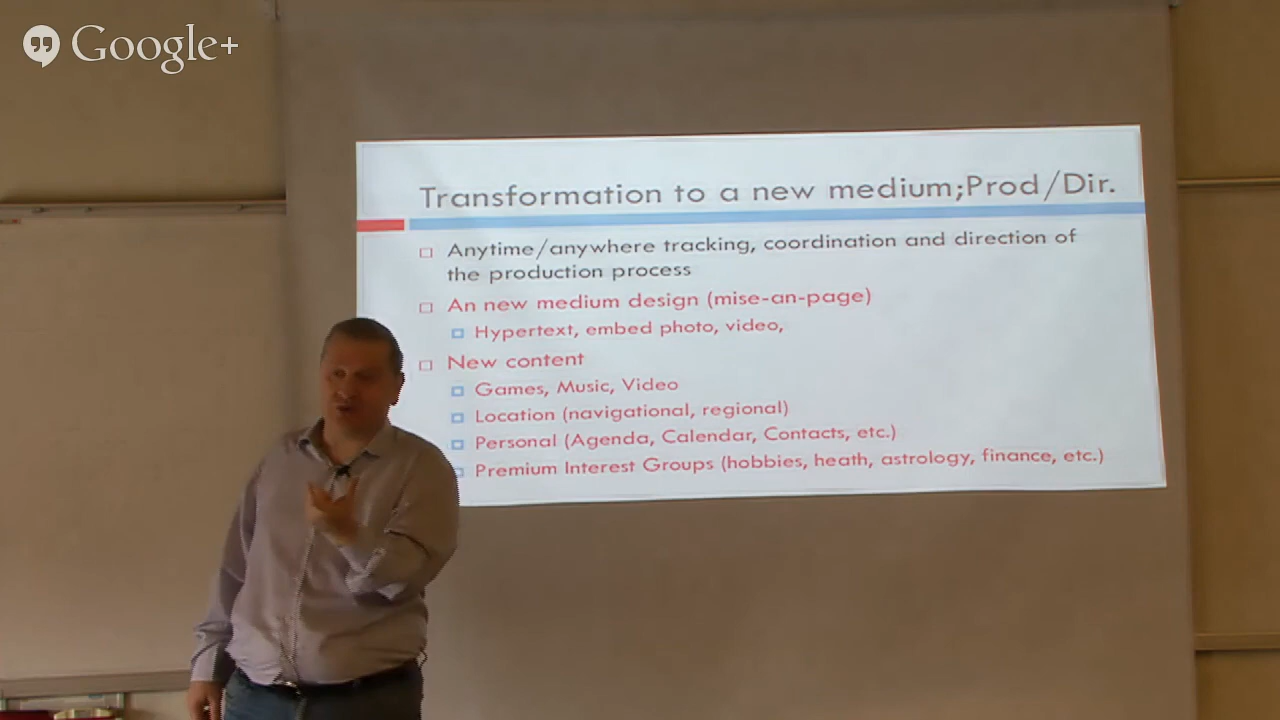 Google+
Transformation to a new medium;Prod/Dir.
Anytime/anywhere tracking, coordination and direction of
the production process
An new medium design (mise-an-page)
Hypertext, embed photo, video,
New content
Games, Music, Video
Location (navigational, regional)
Personal (Agenda, Calendar, Contacts, etc.)
Premium Interest Groups (hobbies, heath, astrology, finance, etc.)